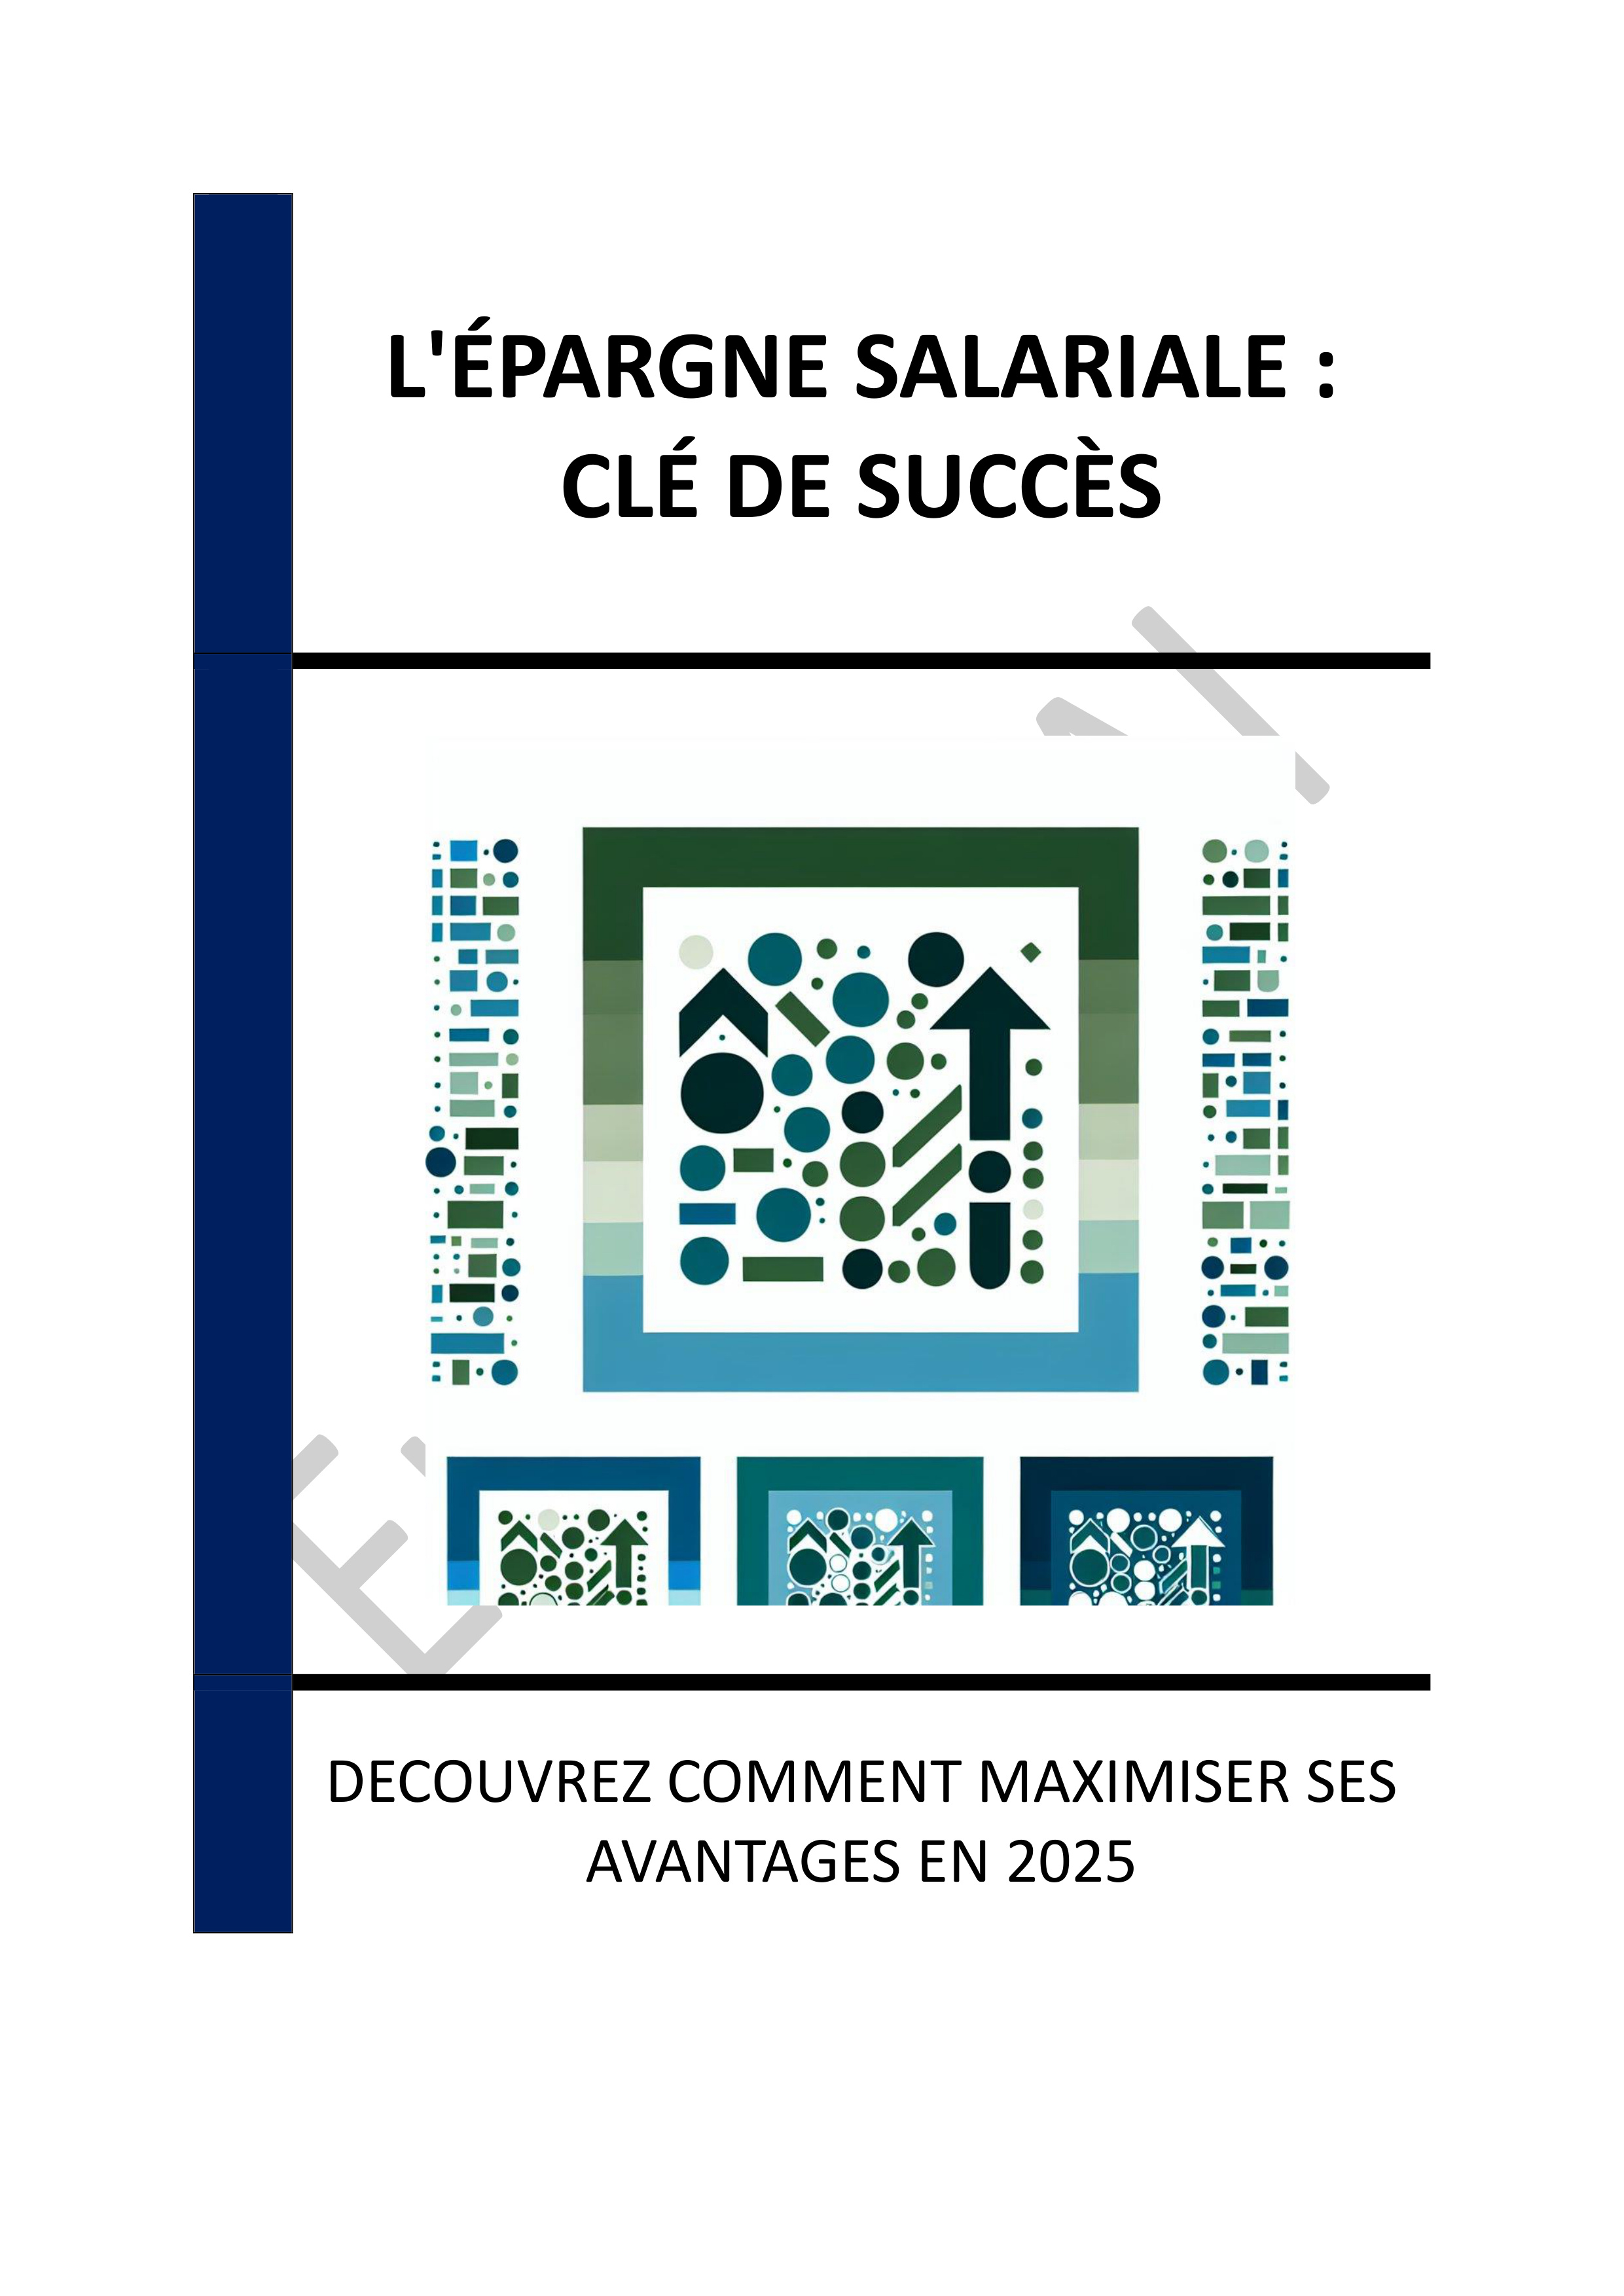 L'ÉPARGNE SALARIALE :
CLÉ DE SUCCÈS
DECOUVREZ COMMENT MAXIMISER SES
AVANTAGES EN 2025